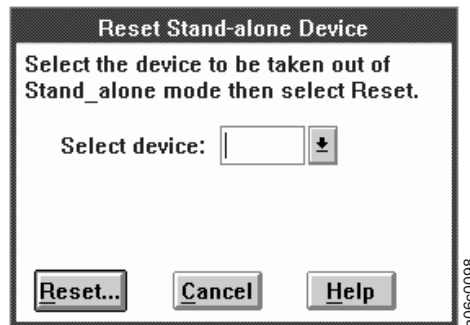 Reset Stand-alone Device
Select the device to be taken out of
Stand_alone mode then select Reset.
Select device:
Reset...
Cancel
Help